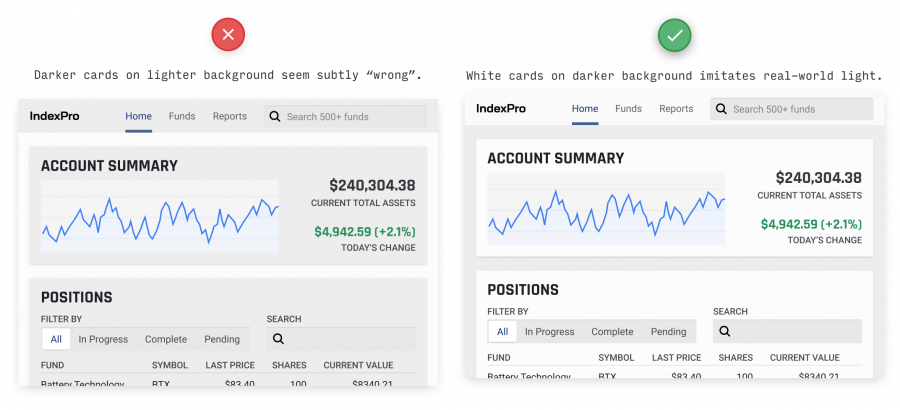 Darker cards on lighter background seem subtly “wrong”.
IndexPro Home Funds Reports Search 500+ funds
ACCOUNT SUMMARY
$240,304.38
CURRENT TOTAL ASSETS
$4,942.59 (+2.1%)
TODAY'S CHANGE
POSITIONS
FILTER BY SEARCH
All In Progress Complete Pending
FUND SYMBOL LAST PRICE SHARES CURRENT VALUE
Battery Technology BTX $83.40 100 $8340.21
White cards on darker background imitates real-world light.
IndexPro Home Funds Reports Search 500+ funds
ACCOUNT SUMMARY
$240,304.38
CURRENT TOTAL ASSETS
$4,942.59 (+2.1%)
TODAY'S CHANGE
POSITIONS
FILTER BY SEARCH
All In Progress Complete Pending
FUND SYMBOL LAST PRICE SHARES CURRENT VALUE
Battery Technology BTX $83.40 100 $8340.21